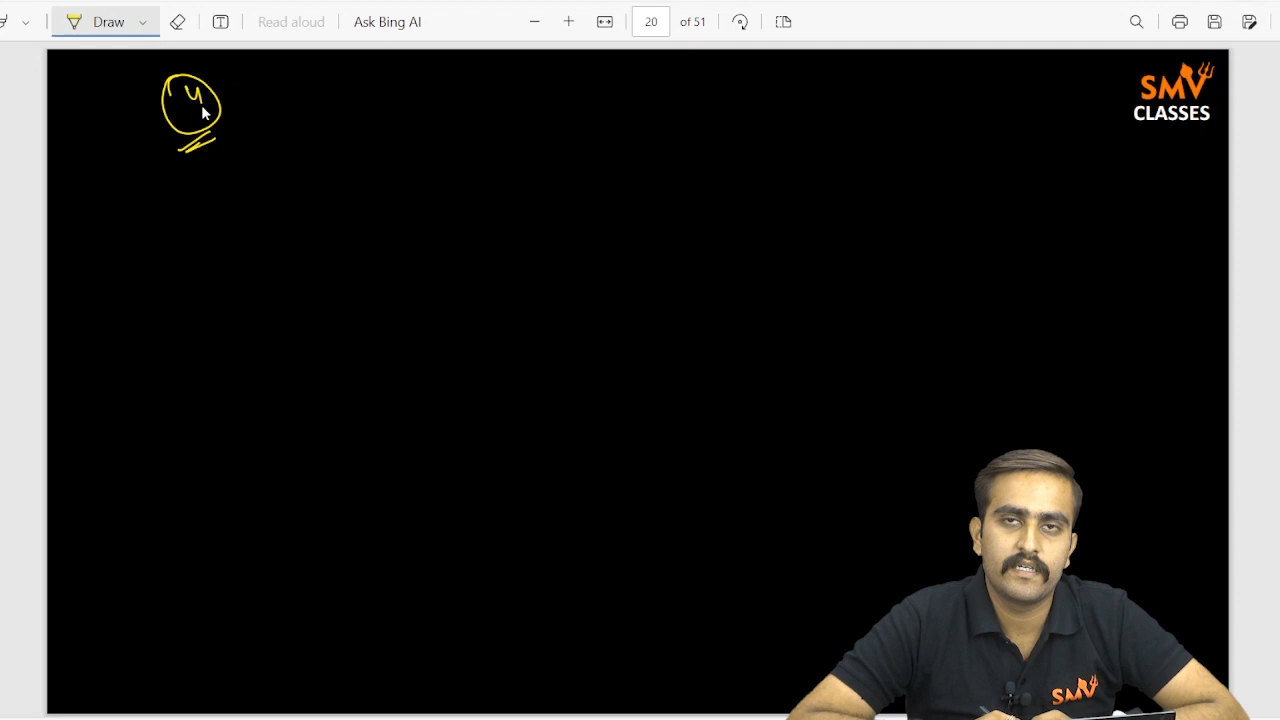 Draw
Read aloud
Ask Bing AI
20 of 51
4
SMV
CLASSES
SMV